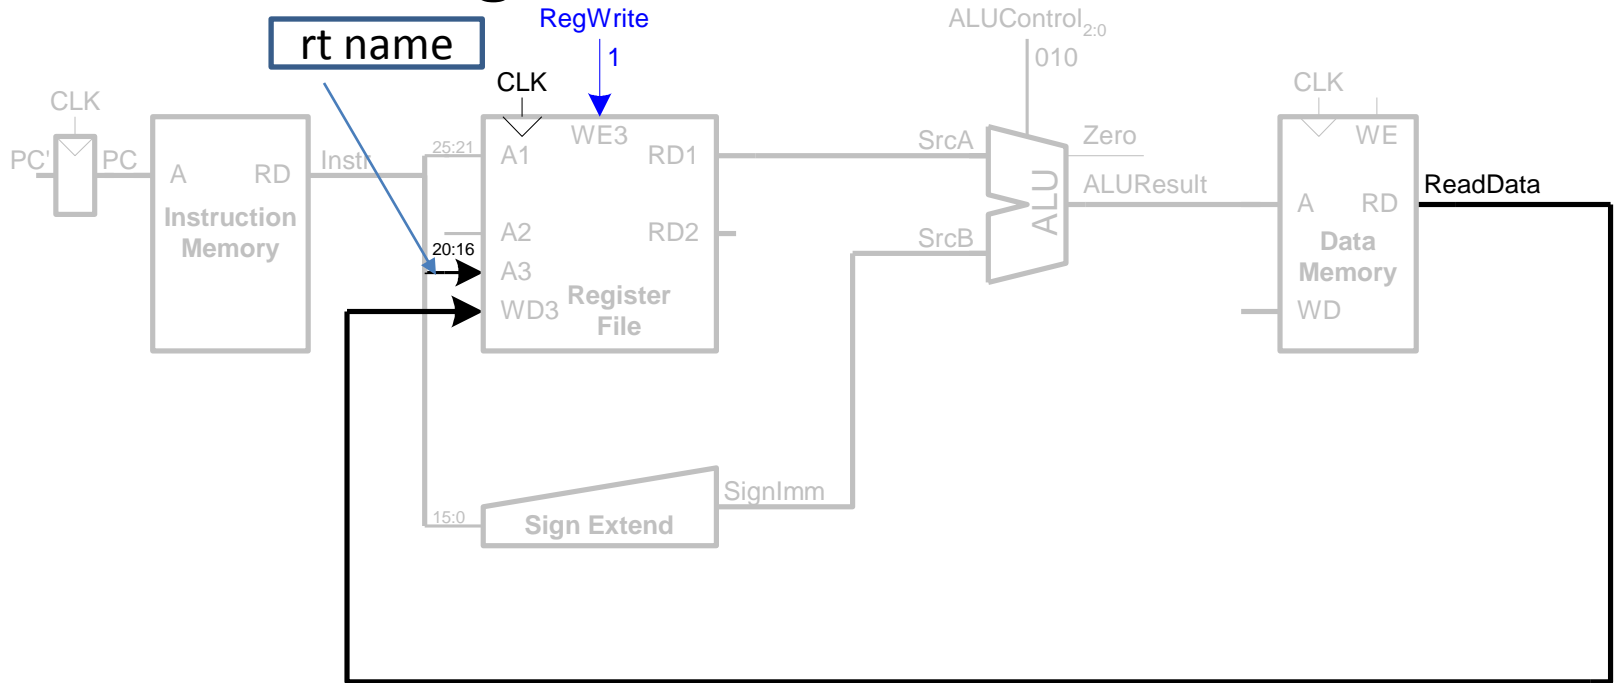 RegWrite
1
ALUControl2:0
010
rt name
CLK
CLK
CLK
PC'
PC
A
RD
Instruction
Memory
Instr
25:21
20:16
15:0
A1
A2
A3
WD3
WE3
RD1
RD2
Register
File
Sign Extend
SignImm
SrcA
SrcB
ALU
Zero
ALUResult
WE
A
RD
Data
Memory
WD
ReadData